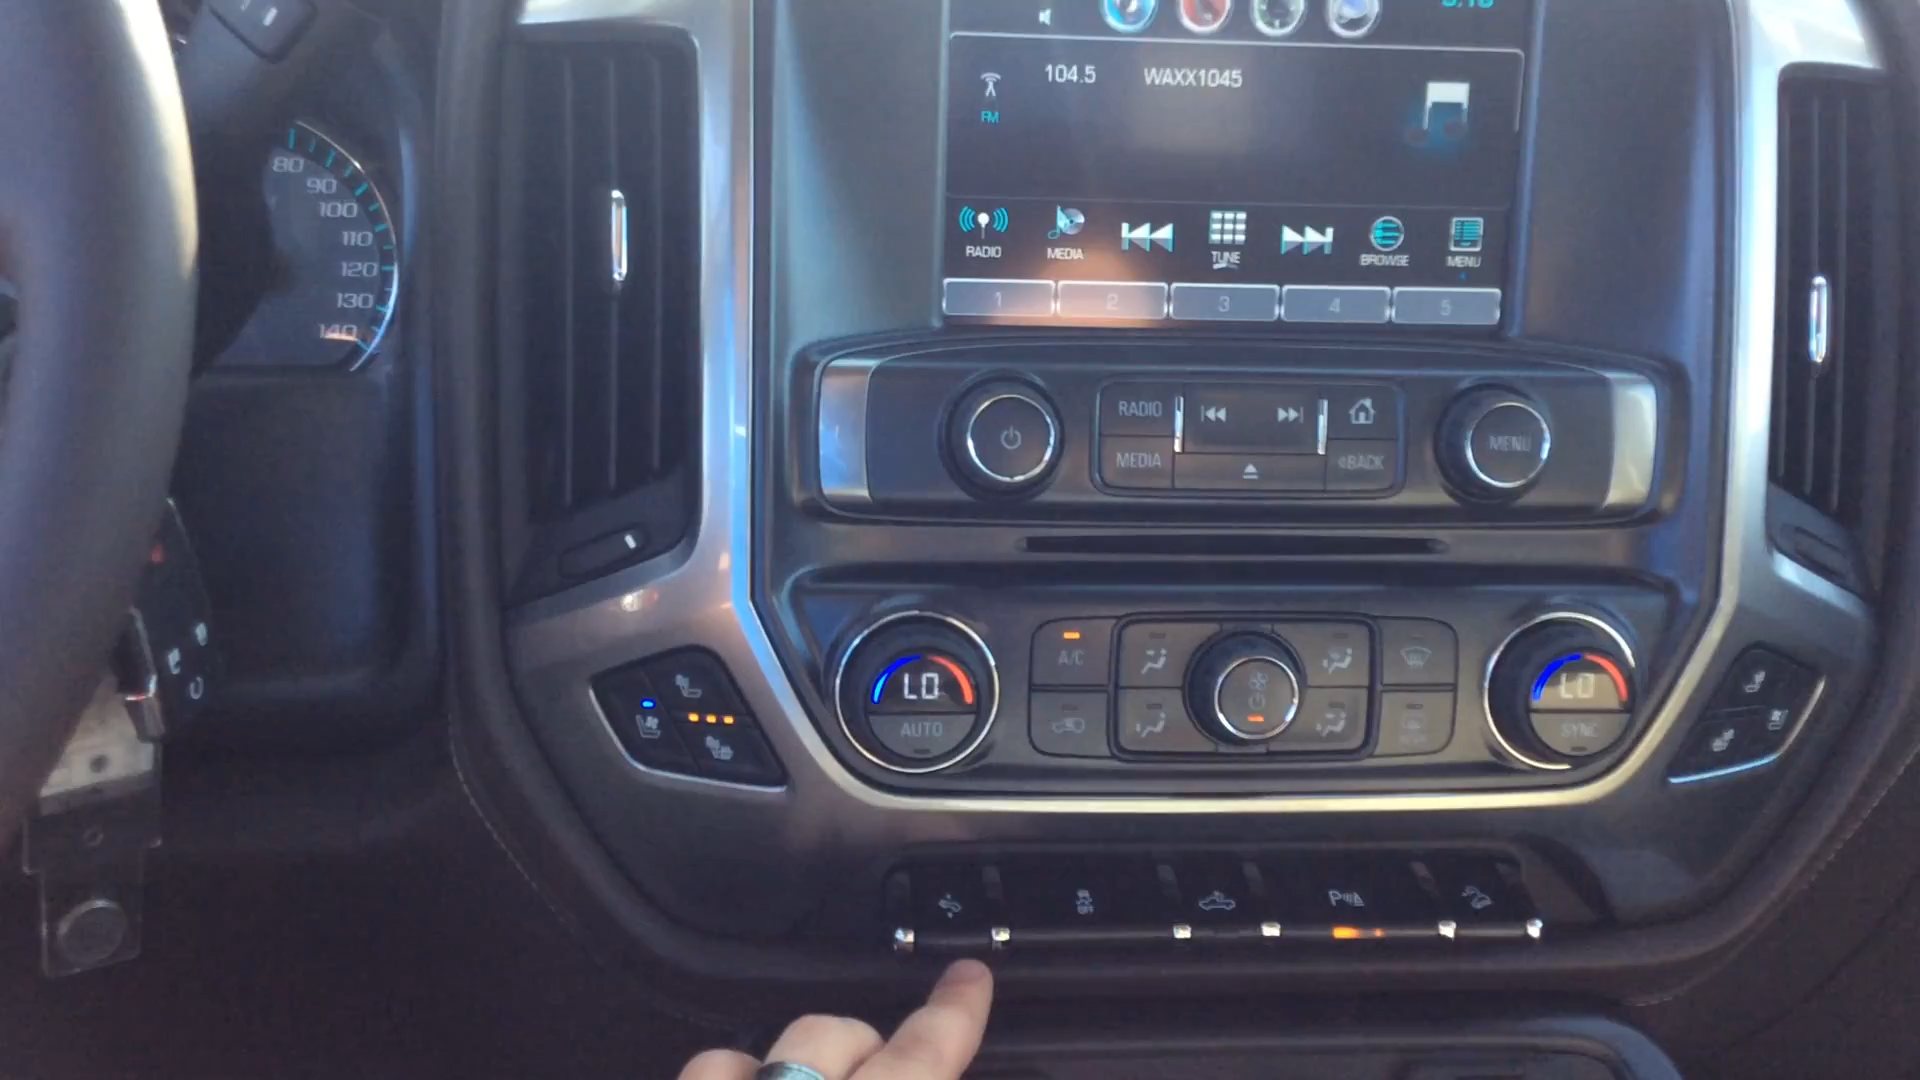 104.5 WAXX1045
FM
RADIO MEDIA TUNE BROWSE MENU
1 2 3 4 5
80
90
100
110
120
130
140
RADIO
MEDIA BACK
MENU
A/C
LO LO
AUTO SYNC
OFF
P